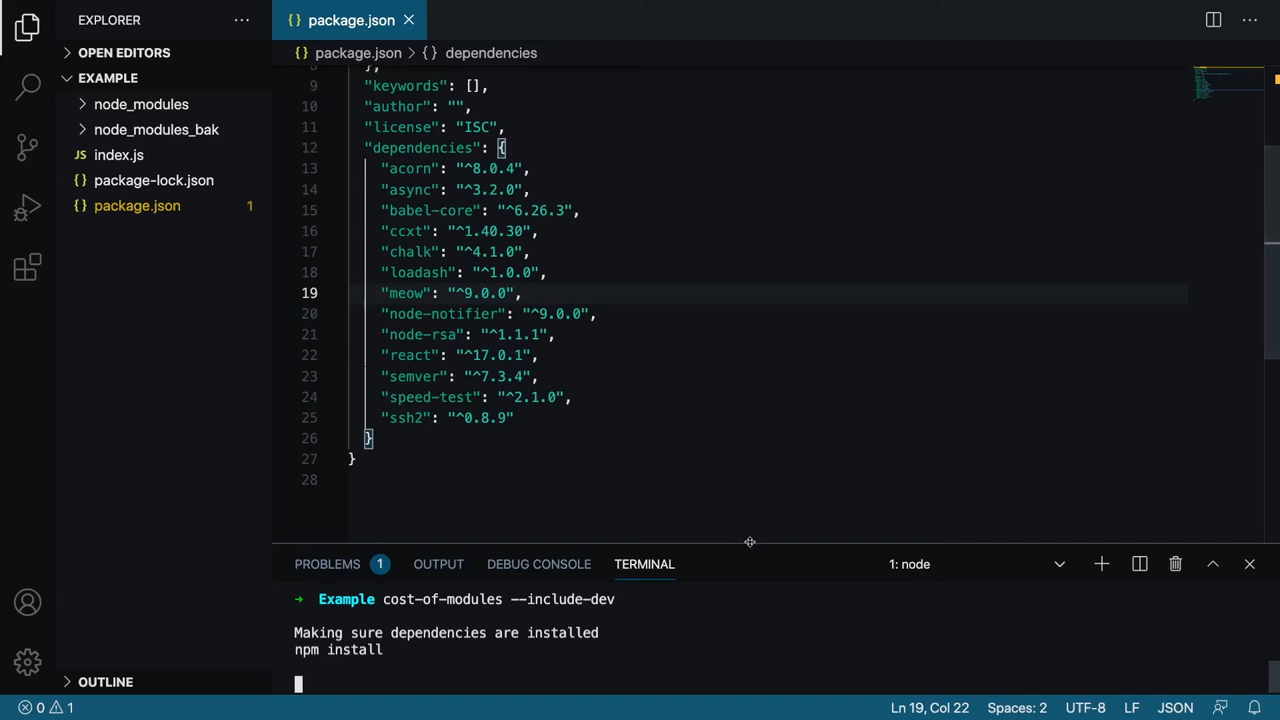 EXPLORER
OPEN EDITORS
EXAMPLE
node_modules
node_modules_bak
JS index.js
{} package-lock.json
{} package.json 1
OUTLINE
{} package.json
{} package.json > {} dependencies
8 },
9 "keywords": [],
10 "author": "",
11 "license": "ISC",
12 "dependencies": {
13 "acorn": "^8.0.4",
14 "async": "^3.2.0",
15 "babel-core": "^6.26.3",
16 "ccxt": "^1.40.30",
17 "chalk": "^4.1.0",
18 "loadash": "^1.0.0",
19 "meow": "^9.0.0",
20 "node-notifier": "^9.0.0",
21 "node-rsa": "^1.1.1",
22 "react": "^17.0.1",
23 "semver": "^7.3.4",
24 "speed-test": "^2.1.0",
25 "ssh2": "^0.8.9"
26 }
27 }
28
PROBLEMS 1 OUTPUT DEBUG CONSOLE TERMINAL 1: node
→ Example cost-of-modules --include-dev
Making sure dependencies are installed
npm install
0 1 Ln 19, Col 22 Spaces: 2 UTF-8 LF JSON